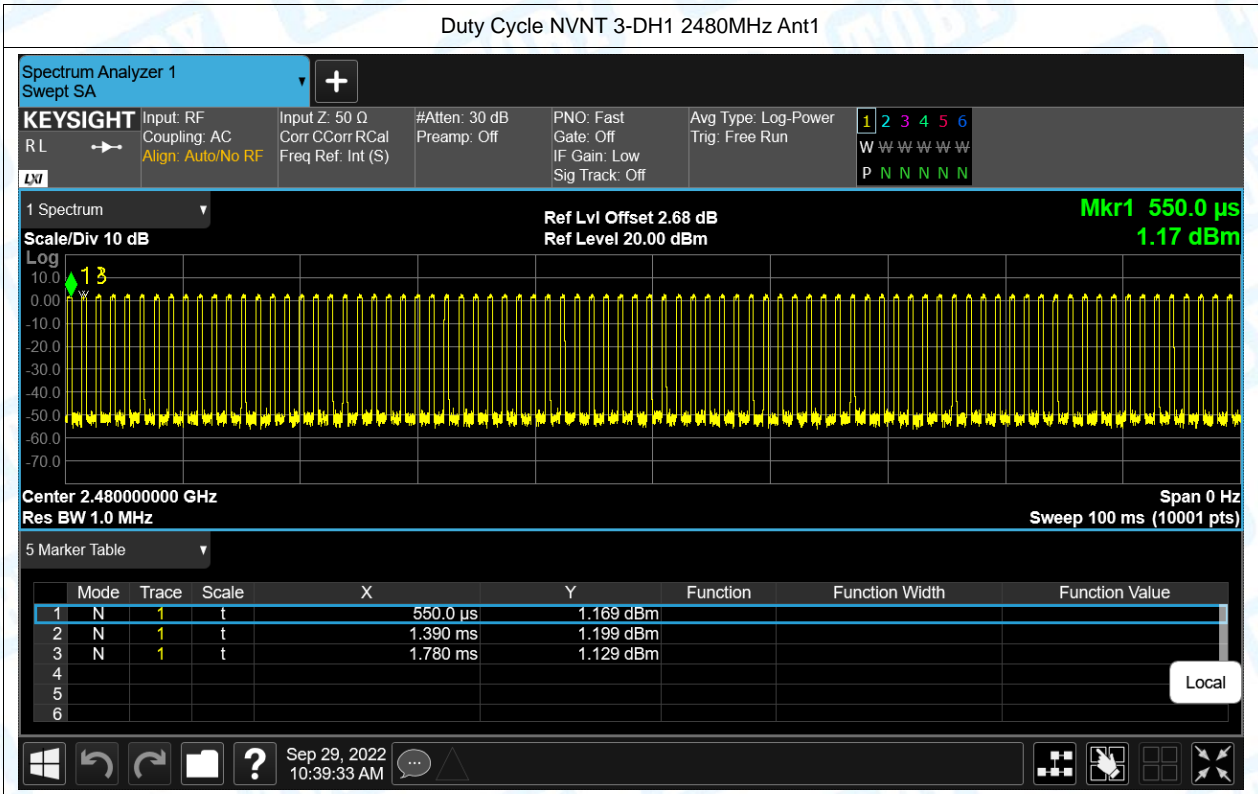 Duty Cycle NVNT 3-DH1 2480MHz Ant1
Spectrum Analyzer 1
Swept SA
KEYSIGHT
RL
LXI
Input: RF
Coupling: AC
Align: Auto/No RF
Input Z: 50 Ω
Corr CCorr RCal
Freq Ref: Int (S)
#Atten: 30 dB
Preamp: Off
PNO: Fast
Gate: Off
IF Gain: Low
Sig Track: Off
Avg Type: Log-Power
Trig: Free Run
1 2 3 4 5 6
W W W W W W
P N N N N N
1 Spectrum
Scale/Div 10 dB
Ref Lvl Offset 2.68 dB
Ref Level 20.00 dBm
Mkr1 550.0 µs
1.17 dBm
Log
10.0
0.00
-10.0
-20.0
-30.0
-40.0
-50.0
-60.0
-70.0
Center 2.480000000 GHz
Res BW 1.0 MHz
Span 0 Hz
Sweep 100 ms (10001 pts)
5 Marker Table
Mode Trace Scale X Y Function Function Width Function Value
1 N 1 t 550.0 µs 1.169 dBm
2 N 1 t 1.390 ms 1.199 dBm
3 N 1 t 1.780 ms 1.129 dBm
4
5
6
Local
?
Sep 29, 2022
10:39:33 AM